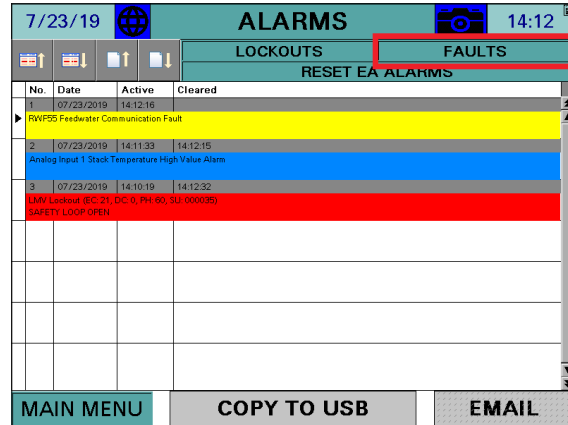 7/23/19 ALARMS 14:12
LOCKOUTS FAULTS
RESET EA ALARMS
No. Date Active Cleared
1 07/23/2019 14:12:16
RWF55 Feedwater Communication Fault
2 07/23/2019 14:11:33 14:12:15
Analog Input 1 Stack Temperature High Value Alarm
3 07/23/2019 14:10:19 14:12:32
LMV Lockout (EC: 21, DC: 0, PH: 60, SU: 000035)
SAFETY LOOP OPEN
MAIN MENU COPY TO USB EMAIL